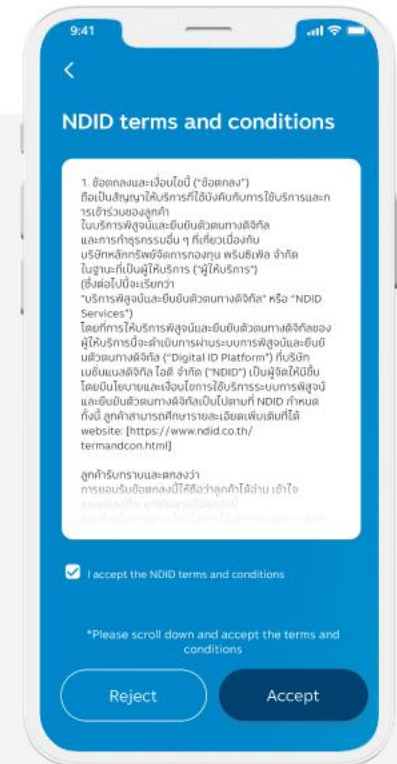 9:41
NDID terms and conditions
1. ข้อตกลงและเงื่อนไขนี้ ("ข้อตกลง")
ถือเป็นสัญญาให้บริการที่ใช้บังคับกับการใช้บริการและก
ารเข้าร่วมของลูกค้า
ในบริการพิสูจน์และยืนยันตัวตนทางดิจิทัล
และการทำธุรกรรมอื่น ๆ ที่เกี่ยวเนื่องกับ
บริษัทหลักทรัพย์จัดการกองทุน พรินซิเพิล จำกัด
ในฐานะที่เป็นผู้ให้บริการ ("ผู้ให้บริการ")
(ซึ่งต่อไปนี้จะเรียกว่า
"บริการพิสูจน์และยืนยันตัวตนทางดิจิทัล" หรือ "NDID
Services")
โดยที่การให้บริการพิสูจน์และยืนยันตัวตนทางดิจิทัลของ
ผู้ให้บริการนี้จะดำเนินการผ่านระบบการพิสูจน์และยืนยั
นตัวตนทางดิจิทัล ("Digital ID Platform") ที่บริษัท
เนชั่นแนลดิจิทัล ไอดี จำกัด ("NDID") เป็นผู้จัดให้มีขึ้น
โดยมีนโยบายและเงื่อนไขการใช้บริการระบบการพิสูจน์
และยืนยันตัวตนทางดิจิทัลเป็นไปตามที่ NDID กำหนด
ทั้งนี้ ลูกค้าสามารถศึกษารายละเอียดเพิ่มเติมที่ได้
website: [https://www.ndid.co.th/
termandcon.html]
ลูกค้ารับทราบและตกลงว่า
การยอมรับข้อตกลงนี้ให้ถือว่าลูกค้าได้อ่าน เข้าใจ
I accept the NDID terms and conditions
*Please scroll down and accept the terms and
conditions
Reject
Accept